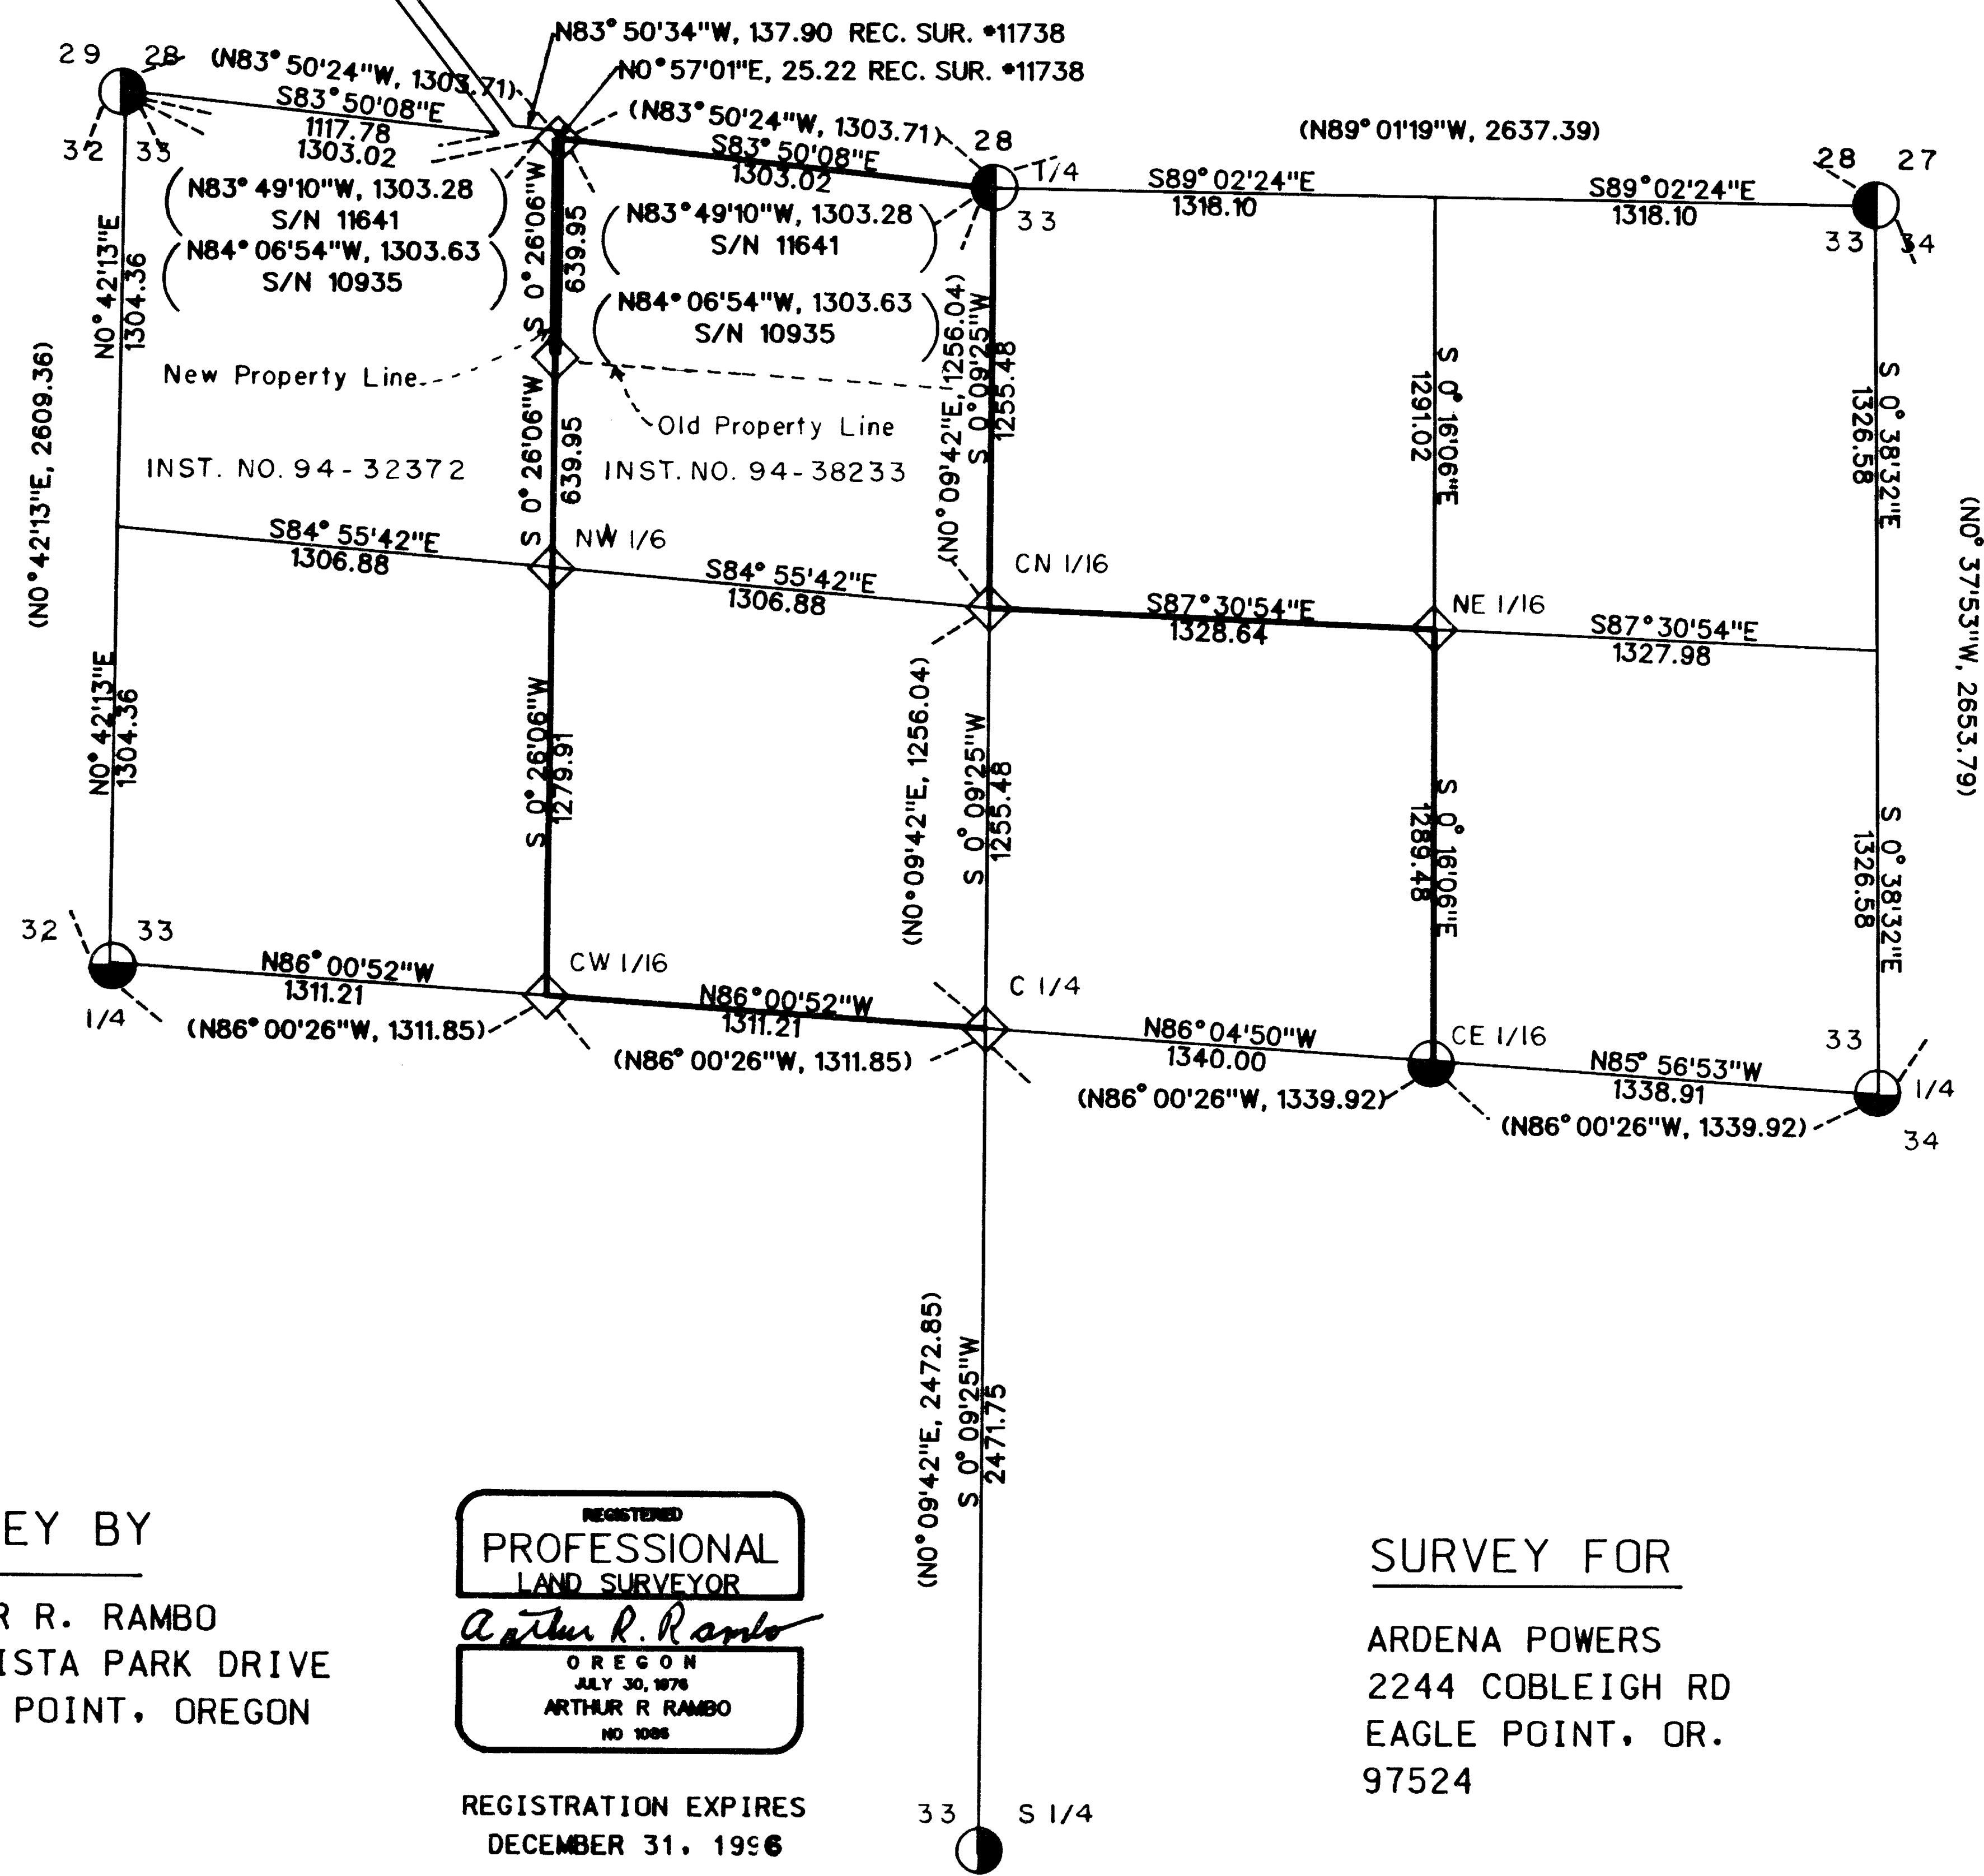 N83°50'34"W, 137.90 REC. SUR. #11738
N0°57'01"E, 25.22 REC. SUR. #11738
29 28
32 33
(N83°50'24"W, 1303.71)
S83°50'08"E
1117.78
1303.02
(N83°49'10"W, 1303.28
S/N 11641)
(N84°06'54"W, 1303.63
S/N 10935)
(N83°50'24"W, 1303.71)
S83°50'08"E
1303.02
(N83°49'10"W, 1303.28
S/N 11641)
(N84°06'54"W, 1303.63
S/N 10935)
28
1/4
33
(N89°01'19"W, 2637.39)
S89°02'24"E
1318.10
S89°02'24"E
1318.10
28 27
33 34
N0°42'13"E
1304.36
(N0°42'13"E, 2609.36)
S 0°26'06"W
639.95
New Property Line
Old Property Line
S 0°26'06"W
639.95
INST. NO. 94-32372
INST. NO. 94-38233
(N0°09'42"E, 1256.04)
S 0°09'25"W
1255.48
S 0°16'06"E
1291.02
S 0°38'32"E
1326.58
(N0°37'53"W, 2653.79)
S84°55'42"E
1306.88
NW 1/6
S84°55'42"E
1306.88
CN 1/16
S87°30'54"E
1328.64
NE 1/16
S87°30'54"E
1327.98
N0°42'13"E
1304.36
S 0°26'06"W
1279.91
(N0°09'42"E, 1256.04)
S 0°09'25"W
1255.48
S 0°16'06"E
1289.48
S 0°38'32"E
1326.58
32 33
1/4
N86°00'52"W
1311.21
(N86°00'26"W, 1311.85)
CW 1/16
N86°00'52"W
1311.21
(N86°00'26"W, 1311.85)
C 1/4
N86°04'50"W
1340.00
(N86°00'26"W, 1339.92)
CE 1/16
N85°56'53"W
1338.91
(N86°00'26"W, 1339.92)
33
1/4
34
(N0°09'42"E, 2472.85)
S 0°09'25"W
2471.75
33 S 1/4
EY BY
R R. RAMBO
ISTA PARK DRIVE
POINT, OREGON
REGISTERED
PROFESSIONAL
LAND SURVEYOR
Arthur R. Rambo
OREGON
JULY 30, 1976
ARTHUR R RAMBO
NO 1086
REGISTRATION EXPIRES
DECEMBER 31, 1996
SURVEY FOR
ARDENA POWERS
2244 COBLEIGH RD
EAGLE POINT, OR.
97524